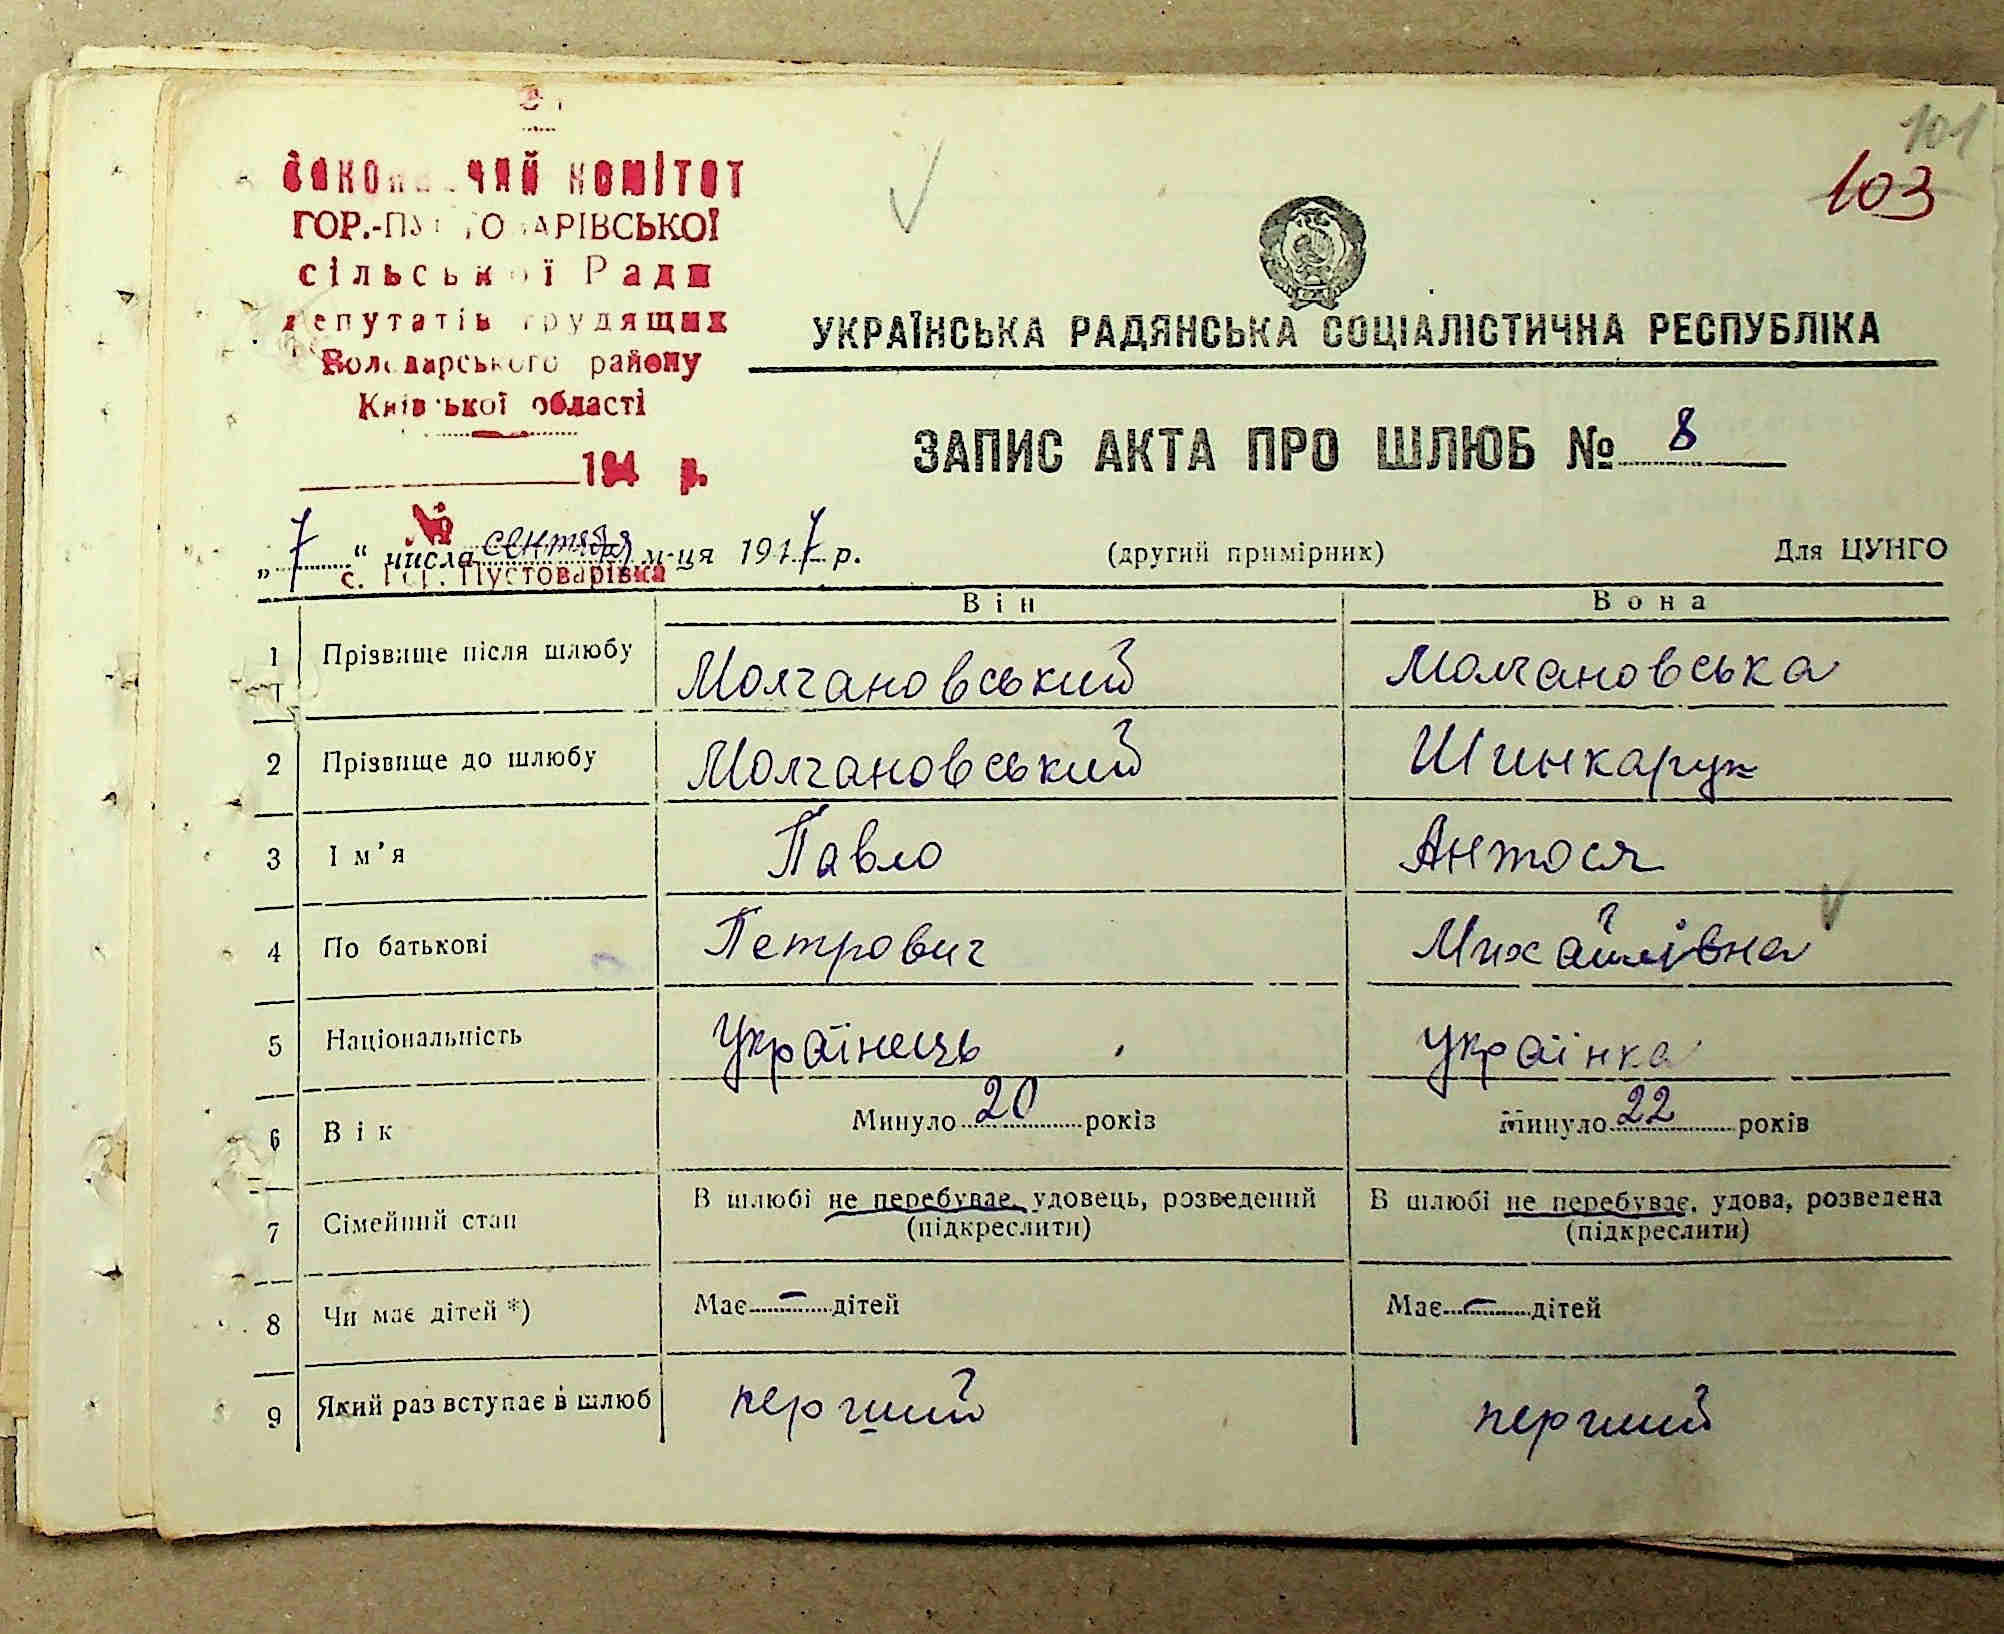 101
103
комітет
ГОР.-ПУСТОВАРІВСЬКОЇ
сільської Ради
депутатів трудящих
Володарського району
Київської області
194 р.
№
с. Гор. Пустоварівка
УКРАЇНСЬКА РАДЯНСЬКА СОЦІАЛІСТИЧНА РЕСПУБЛІКА
ЗАПИС АКТА ПРО ШЛЮБ № 8
„7“ числа сентября м-ця 1947 р. (другий примірник) Для ЦУНГО
Він Вона
1 Прізвище після шлюбу Молчановський Молчановська
2 Прізвище до шлюбу Молчановський Шинкарук
3 Ім’я Павло Антося
4 По батькові Петрович Михайлівна
5 Національність Українець Українка
6 Вік Минуло 20 років Минуло 22 років
7 Сімейний стан В шлюбі не перебуває, удовець, розведений В шлюбі не перебуває, удова, розведена
(підкреслити) (підкреслити)
8 Чи має дітей *) Має — дітей Має — дітей
9 Який раз вступає в шлюб перший перший